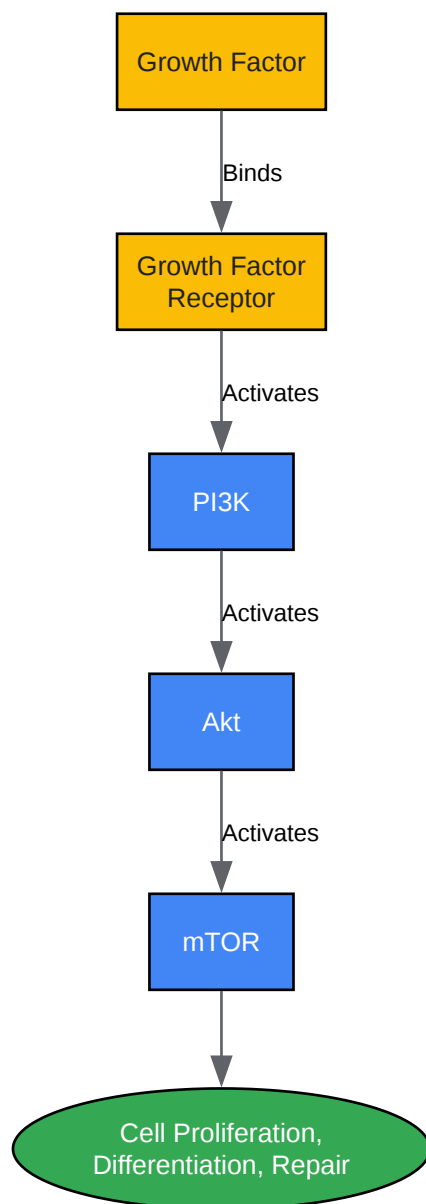 Growth Factor
Binds
Growth Factor
Receptor
Activates
PI3K
Activates
Akt
Activates
mTOR
Cell Proliferation,
Differentiation, Repair